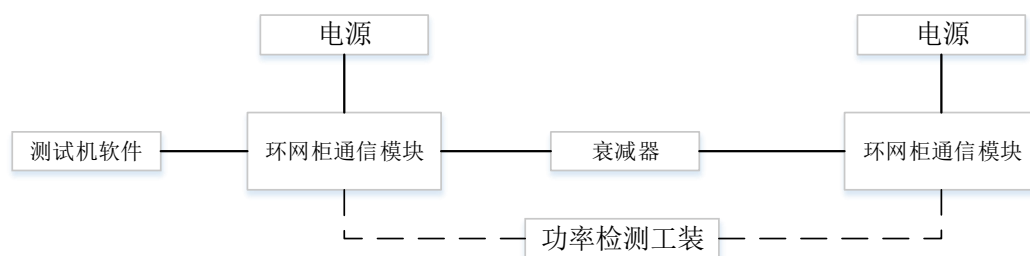 电源
电源
测试机软件
环网柜通信模块
衰减器
环网柜通信模块
功率检测工装